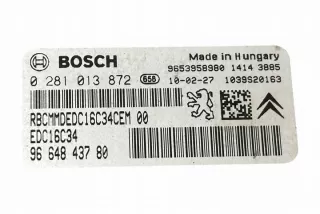 BOSCH
Made in Hungary
9653958980 1414 3885
0 281 013 872 656 10-02-27 1039S20163
RBCMMDEDC16C34CEM 00
EDC16C34
96 648 437 80